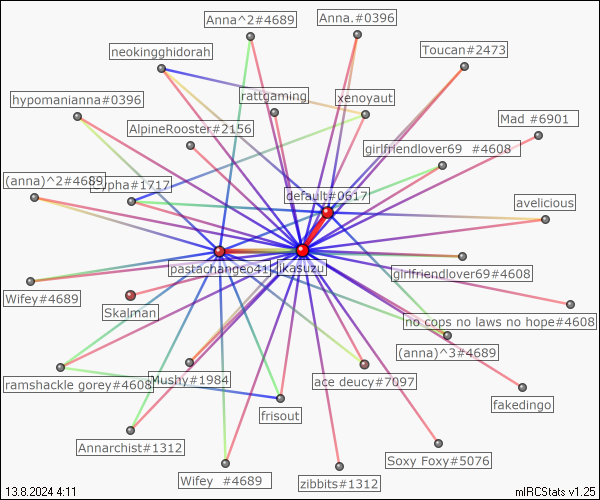 Anna^2#4689
Anna.#0396
neokingghidorah
Toucan#2473
hypomanianna#0396
rattgaming
xenoyaut
Mad #6901
AlpineRooster#2156
girlfriendlover69 #4608
(anna)^2#4689
#1717
default#0617
avelicious
pastachangeo41
jkasuzu
girlfriendlover69#4608
Wifey#4689
Skalman
no cops no laws no hope#4608
(anna)^3#4689
ramshackle gorey#4608
Mushy#1984
ace deucy#7097
fakedingo
frisout
Annarchist#1312
Soxy Foxy#5076
Wifey #4689
zibbits#1312
13.8.2024 4:11
mIRCStats v1.25